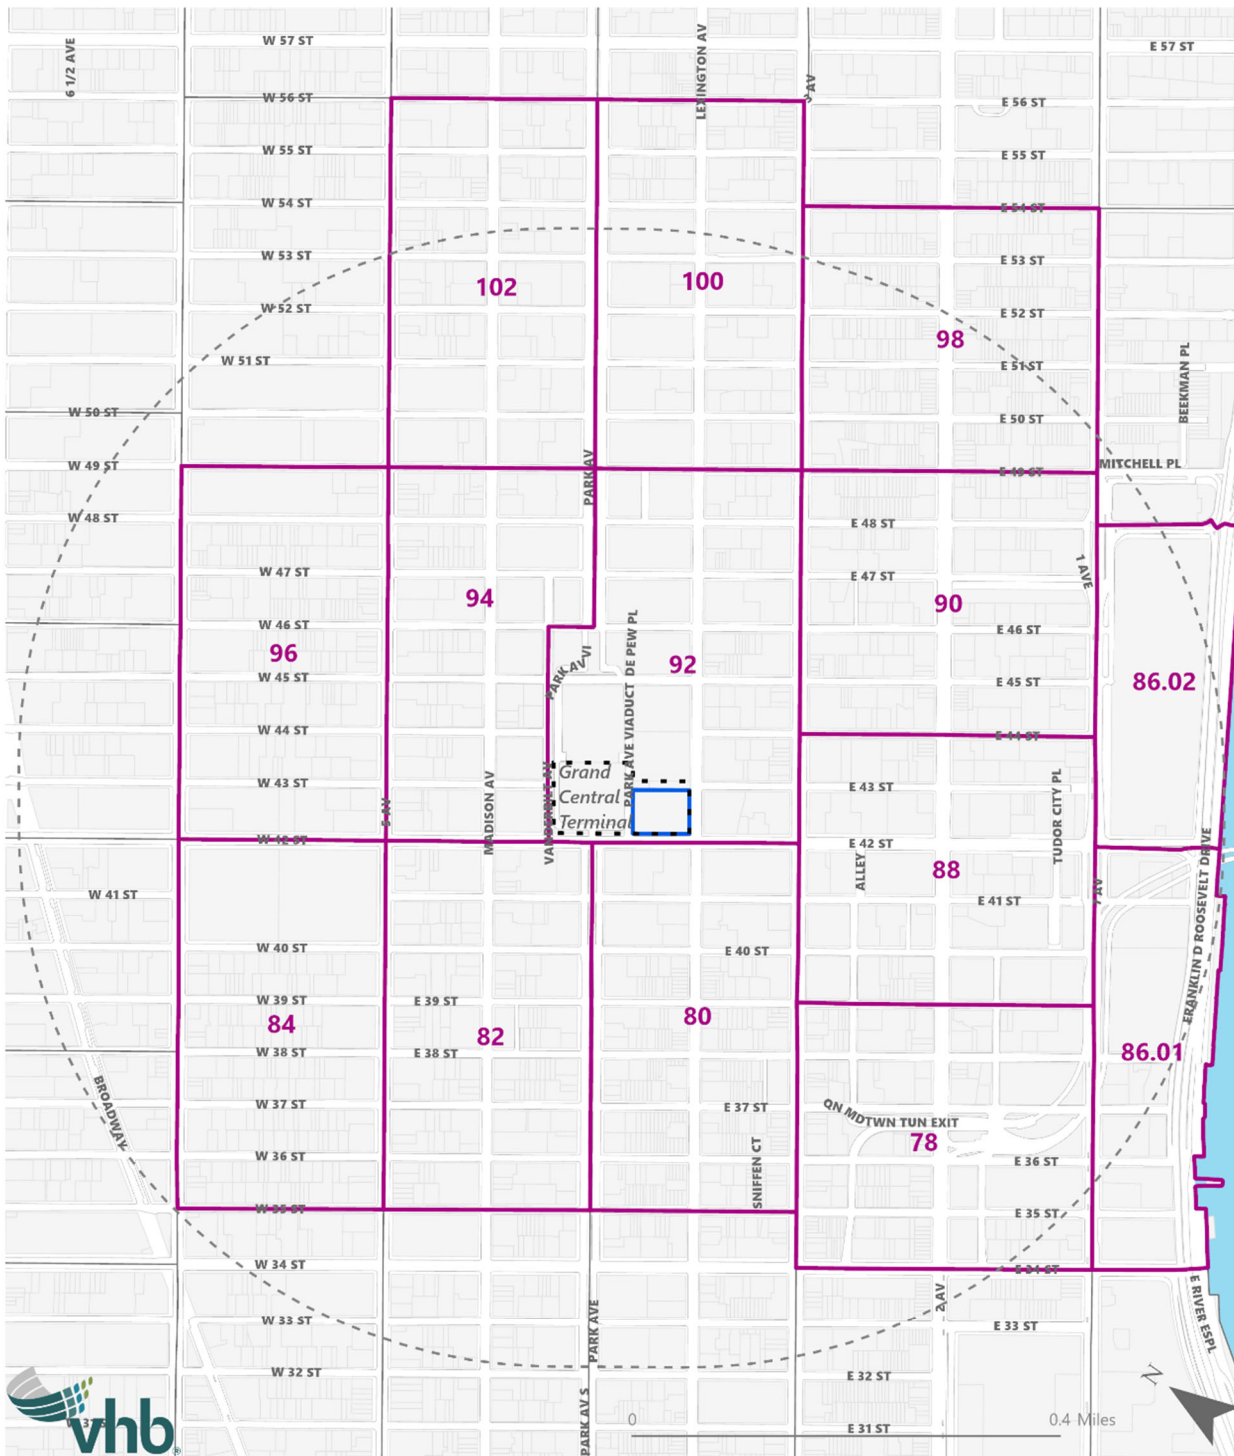 W 57 ST
E 57 ST
6 1/2 AVE
LEXINGTON AV
3 AV
W 56 ST
E 56 ST
W 55 ST
E 55 ST
W 54 ST
E 54 ST
W 53 ST
E 53 ST
102
100
W 52 ST
E 52 ST
98
W 51 ST
E 51 ST
BEEKMAN PL
W 50 ST
E 50 ST
W 49 ST
E 49 ST
MITCHELL PL
PARK AV
W 48 ST
E 48 ST
W 47 ST
E 47 ST
1 AVE
94
90
W 46 ST
E 46 ST
96
92
PARK AV VI
DE PEW PL
W 45 ST
E 45 ST
86.02
W 44 ST
E 44 ST
PARK AVE VIADUCT
Grand
Central
Terminal
W 43 ST
E 43 ST
5 AV
MADISON AV
VANDERBILT AV
TUDOR CITY PL
W 42 ST
E 42 ST
ALLEY
88
1 AV
FRANKLIN D ROOSEVELT DRIVE
W 41 ST
E 41 ST
W 40 ST
E 40 ST
W 39 ST
E 39 ST
84
82
80
W 38 ST
E 38 ST
86.01
BROADWAY
W 37 ST
E 37 ST
QN MDTWN TUN EXIT
78
W 36 ST
E 36 ST
SNIFFEN CT
W 35 ST
E 35 ST
W 34 ST
E 34 ST
2 AV
E RIVER ESPL
W 33 ST
E 33 ST
PARK AVE
W 32 ST
E 32 ST
N
PARK AV S
0
0.4 Miles
vhb®
E 31 ST